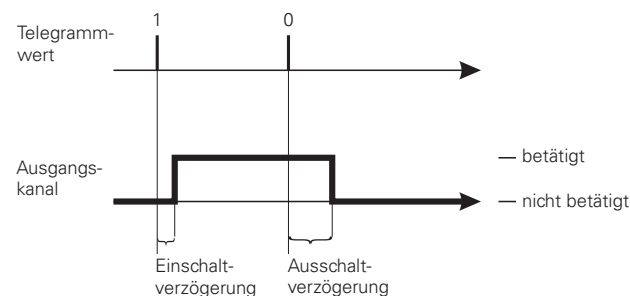 1 0
Telegramm-
wert
Ausgangs-
kanal
— betätigt
— nicht betätigt
Einschalt-
verzögerung
Ausschalt-
verzögerung